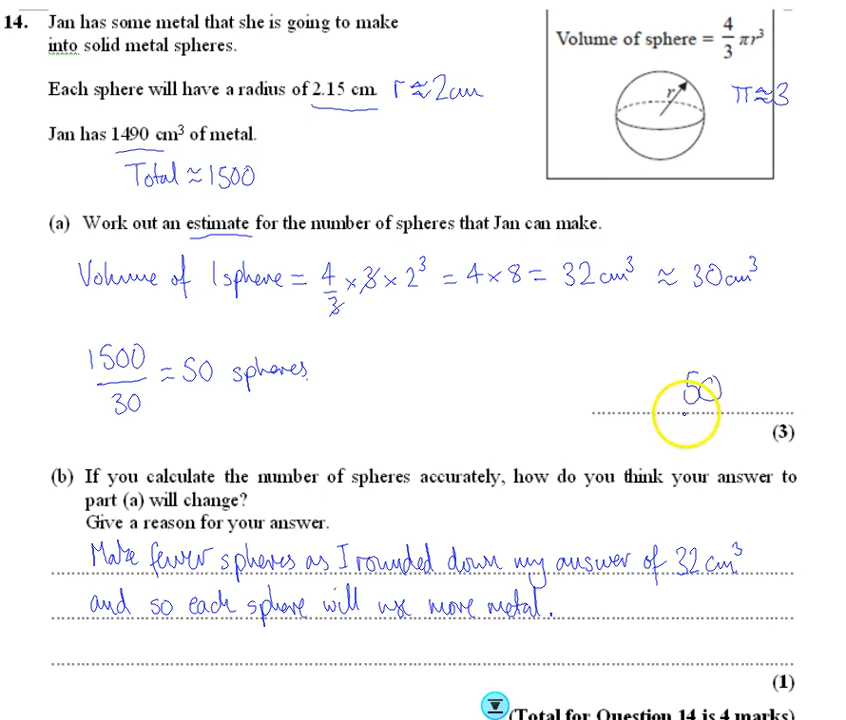 14. Jan has some metal that she is going to make
into solid metal spheres.
Each sphere will have a radius of 2.15 cm r ≈ 2cm
Jan has 1490 cm³ of metal.
Total ≈ 1500
Volume of sphere = 4/3 πr³
r
π ≈ 3
(a) Work out an estimate for the number of spheres that Jan can make.
Volume of 1 sphere = 4/3 × 3 × 2³ = 4 × 8 = 32 cm³ ≈ 30cm³
1500/30 = 50 spheres.
50
(3)
(b) If you calculate the number of spheres accurately, how do you think your answer to
part (a) will change?
Give a reason for your answer.
Make fewer spheres as I rounded down my answer of 32 cm³
and so each sphere will use more metal.
(1)
(Total for Question 14 is 4 marks)